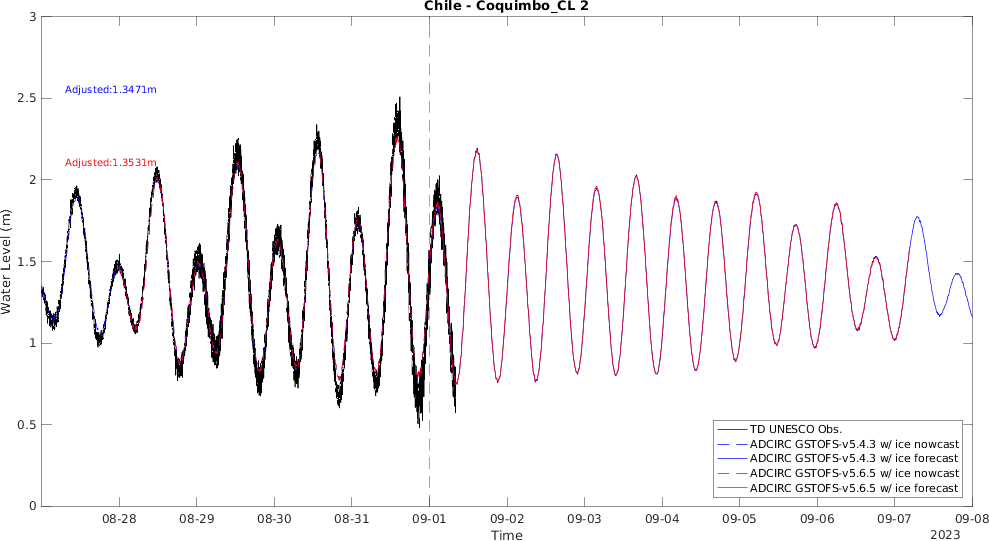 Chile - Coquimbo_CL 2
3
2.5
2
1.5
1
0.5
0
Water Level (m)
Adjusted:1.3471m
Adjusted:1.3531m
TD UNESCO Obs.
ADCIRC GSTOFS-v5.4.3 w/ ice nowcast
ADCIRC GSTOFS-v5.4.3 w/ ice forecast
ADCIRC GSTOFS-v5.6.5 w/ ice nowcast
ADCIRC GSTOFS-v5.6.5 w/ ice forecast
08-28 08-29 08-30 08-31 09-01 09-02 09-03 09-04 09-05 09-06 09-07 09-08
Time
2023